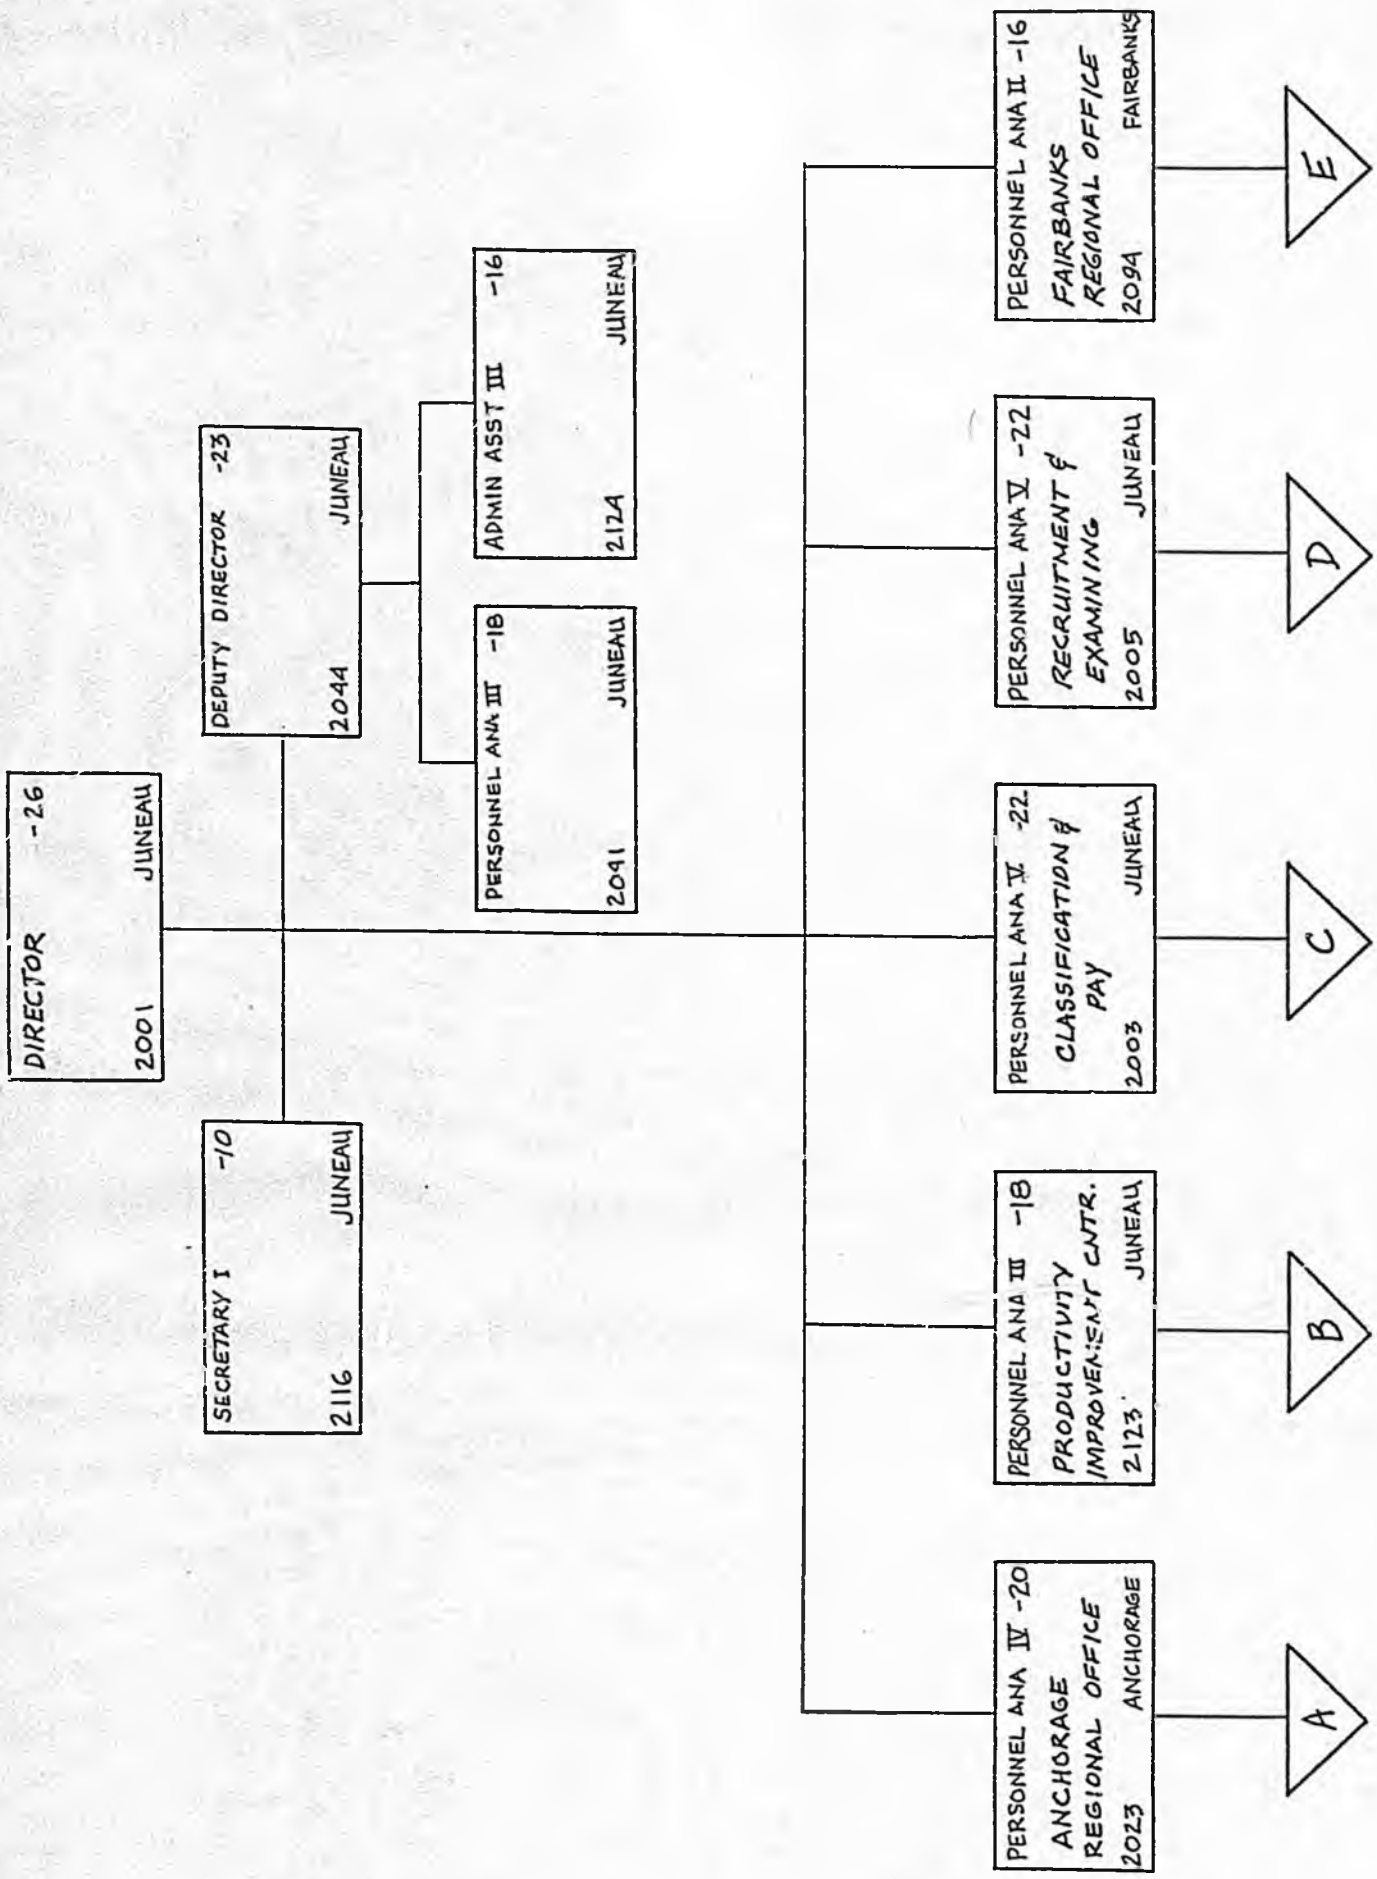 DIRECTOR -26
2001 JUNEAU
SECRETARY I -10
2116 JUNEAU
DEPUTY DIRECTOR -23
2044 JUNEAU
PERSONNEL ANA III -18
2041 JUNEAU
ADMIN ASST III -16
2124 JUNEAU
PERSONNEL ANA IV -20
ANCHORAGE
REGIONAL OFFICE
2023 ANCHORAGE
A
PERSONNEL ANA III -18
PRODUCTIVITY
IMPROVEMENT CNTR.
2123 JUNEAU
B
PERSONNEL ANA V -22
CLASSIFICATION &
PAY
2003 JUNEAU
C
PERSONNEL ANA V -22
RECRUITMENT &
EXAMINING
2005 JUNEAU
D
PERSONNEL ANA II -16
FAIRBANKS
REGIONAL OFFICE
2094 FAIRBANKS
E